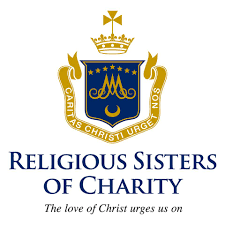 CARITAS CHRISTI URGET NOS
RELIGIOUS SISTERS
OF CHARITY
The love of Christ urges us on